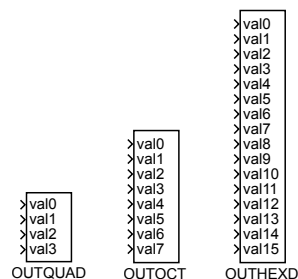 val0
val1
val2
val3
OUTQUAD
val0
val1
val2
val3
val4
val5
val6
val7
OUTOCT
val0
val1
val2
val3
val4
val5
val6
val7
val8
val9
val10
val11
val12
val13
val14
val15
OUTHEXD